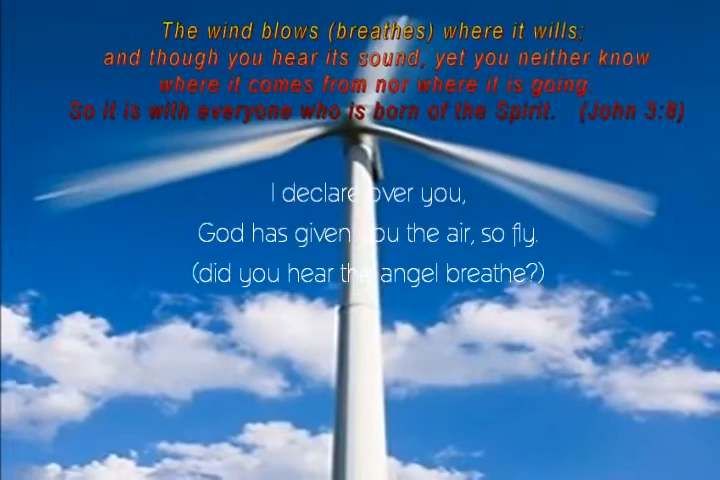 The wind blows (breathes) where it wills;
and though you hear its sound, yet you neither know
where it comes from nor where it is going.
So it is with everyone who is born of the Spirit. (John 3:8)
I declare over you,
God has given you the air, so fly.
(did you hear the angel breathe?)